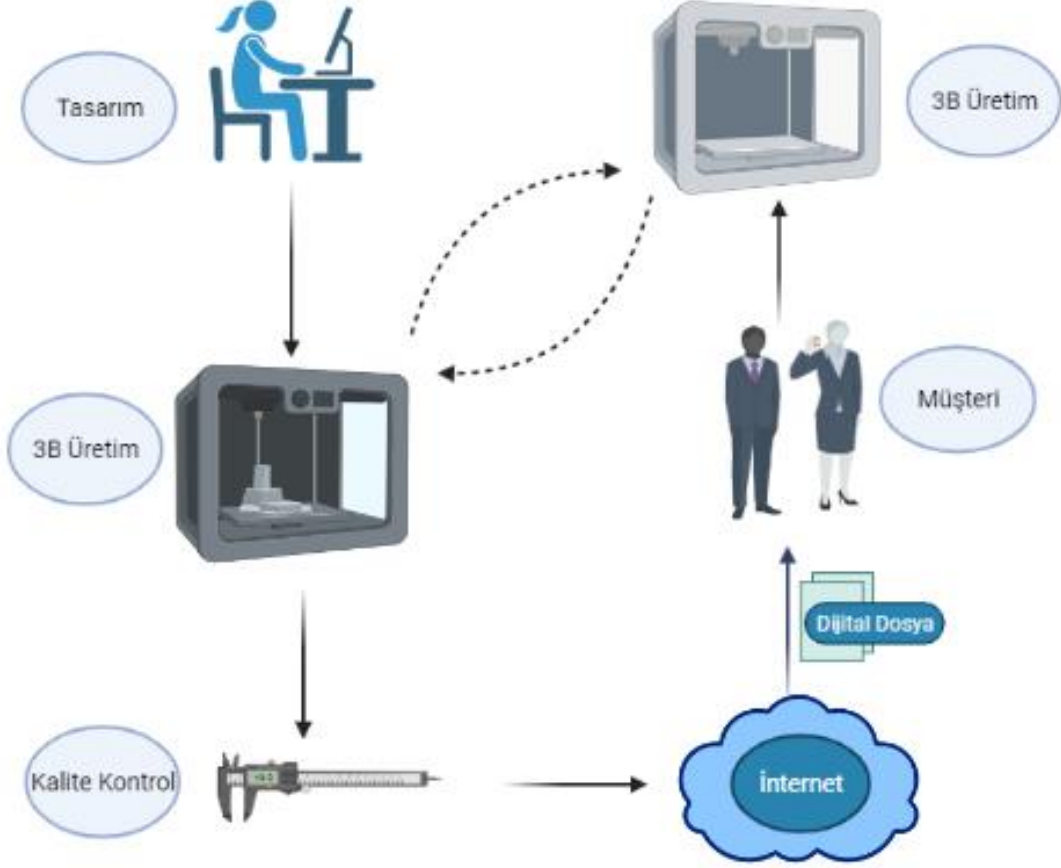 Tasarım
3B Üretim
3B Üretim
Müşteri
Dijital Dosya
Kalite Kontrol
İnternet